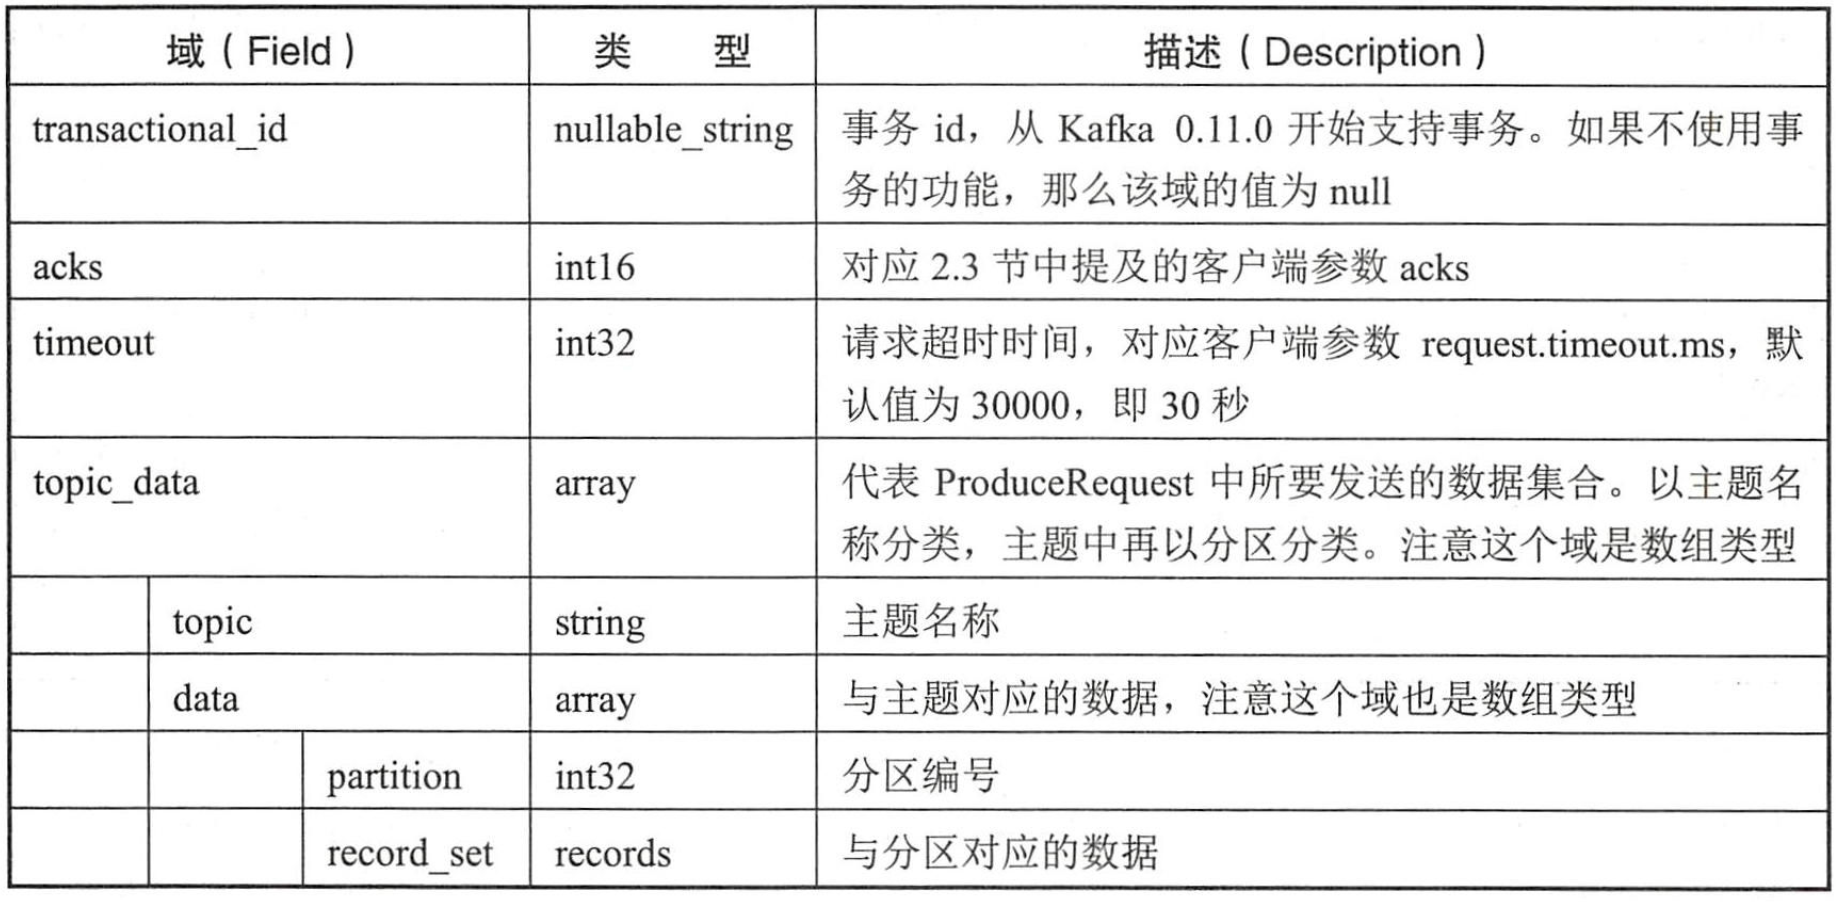 域（Field） 类 型 描述（Description）
transactional_id nullable_string 事务 id，从 Kafka 0.11.0 开始支持事务。如果不使用事
务的功能，那么该域的值为 null
acks int16 对应 2.3 节中提及的客户端参数 acks
timeout int32 请求超时时间，对应客户端参数 request.timeout.ms，默
认值为 30000，即 30 秒
topic_data array 代表 ProduceRequest 中所要发送的数据集合。以主题名
称分类，主题中再以分区分类。注意这个域是数组类型
topic string 主题名称
data array 与主题对应的数据，注意这个域也是数组类型
partition int32 分区编号
record_set records 与分区对应的数据